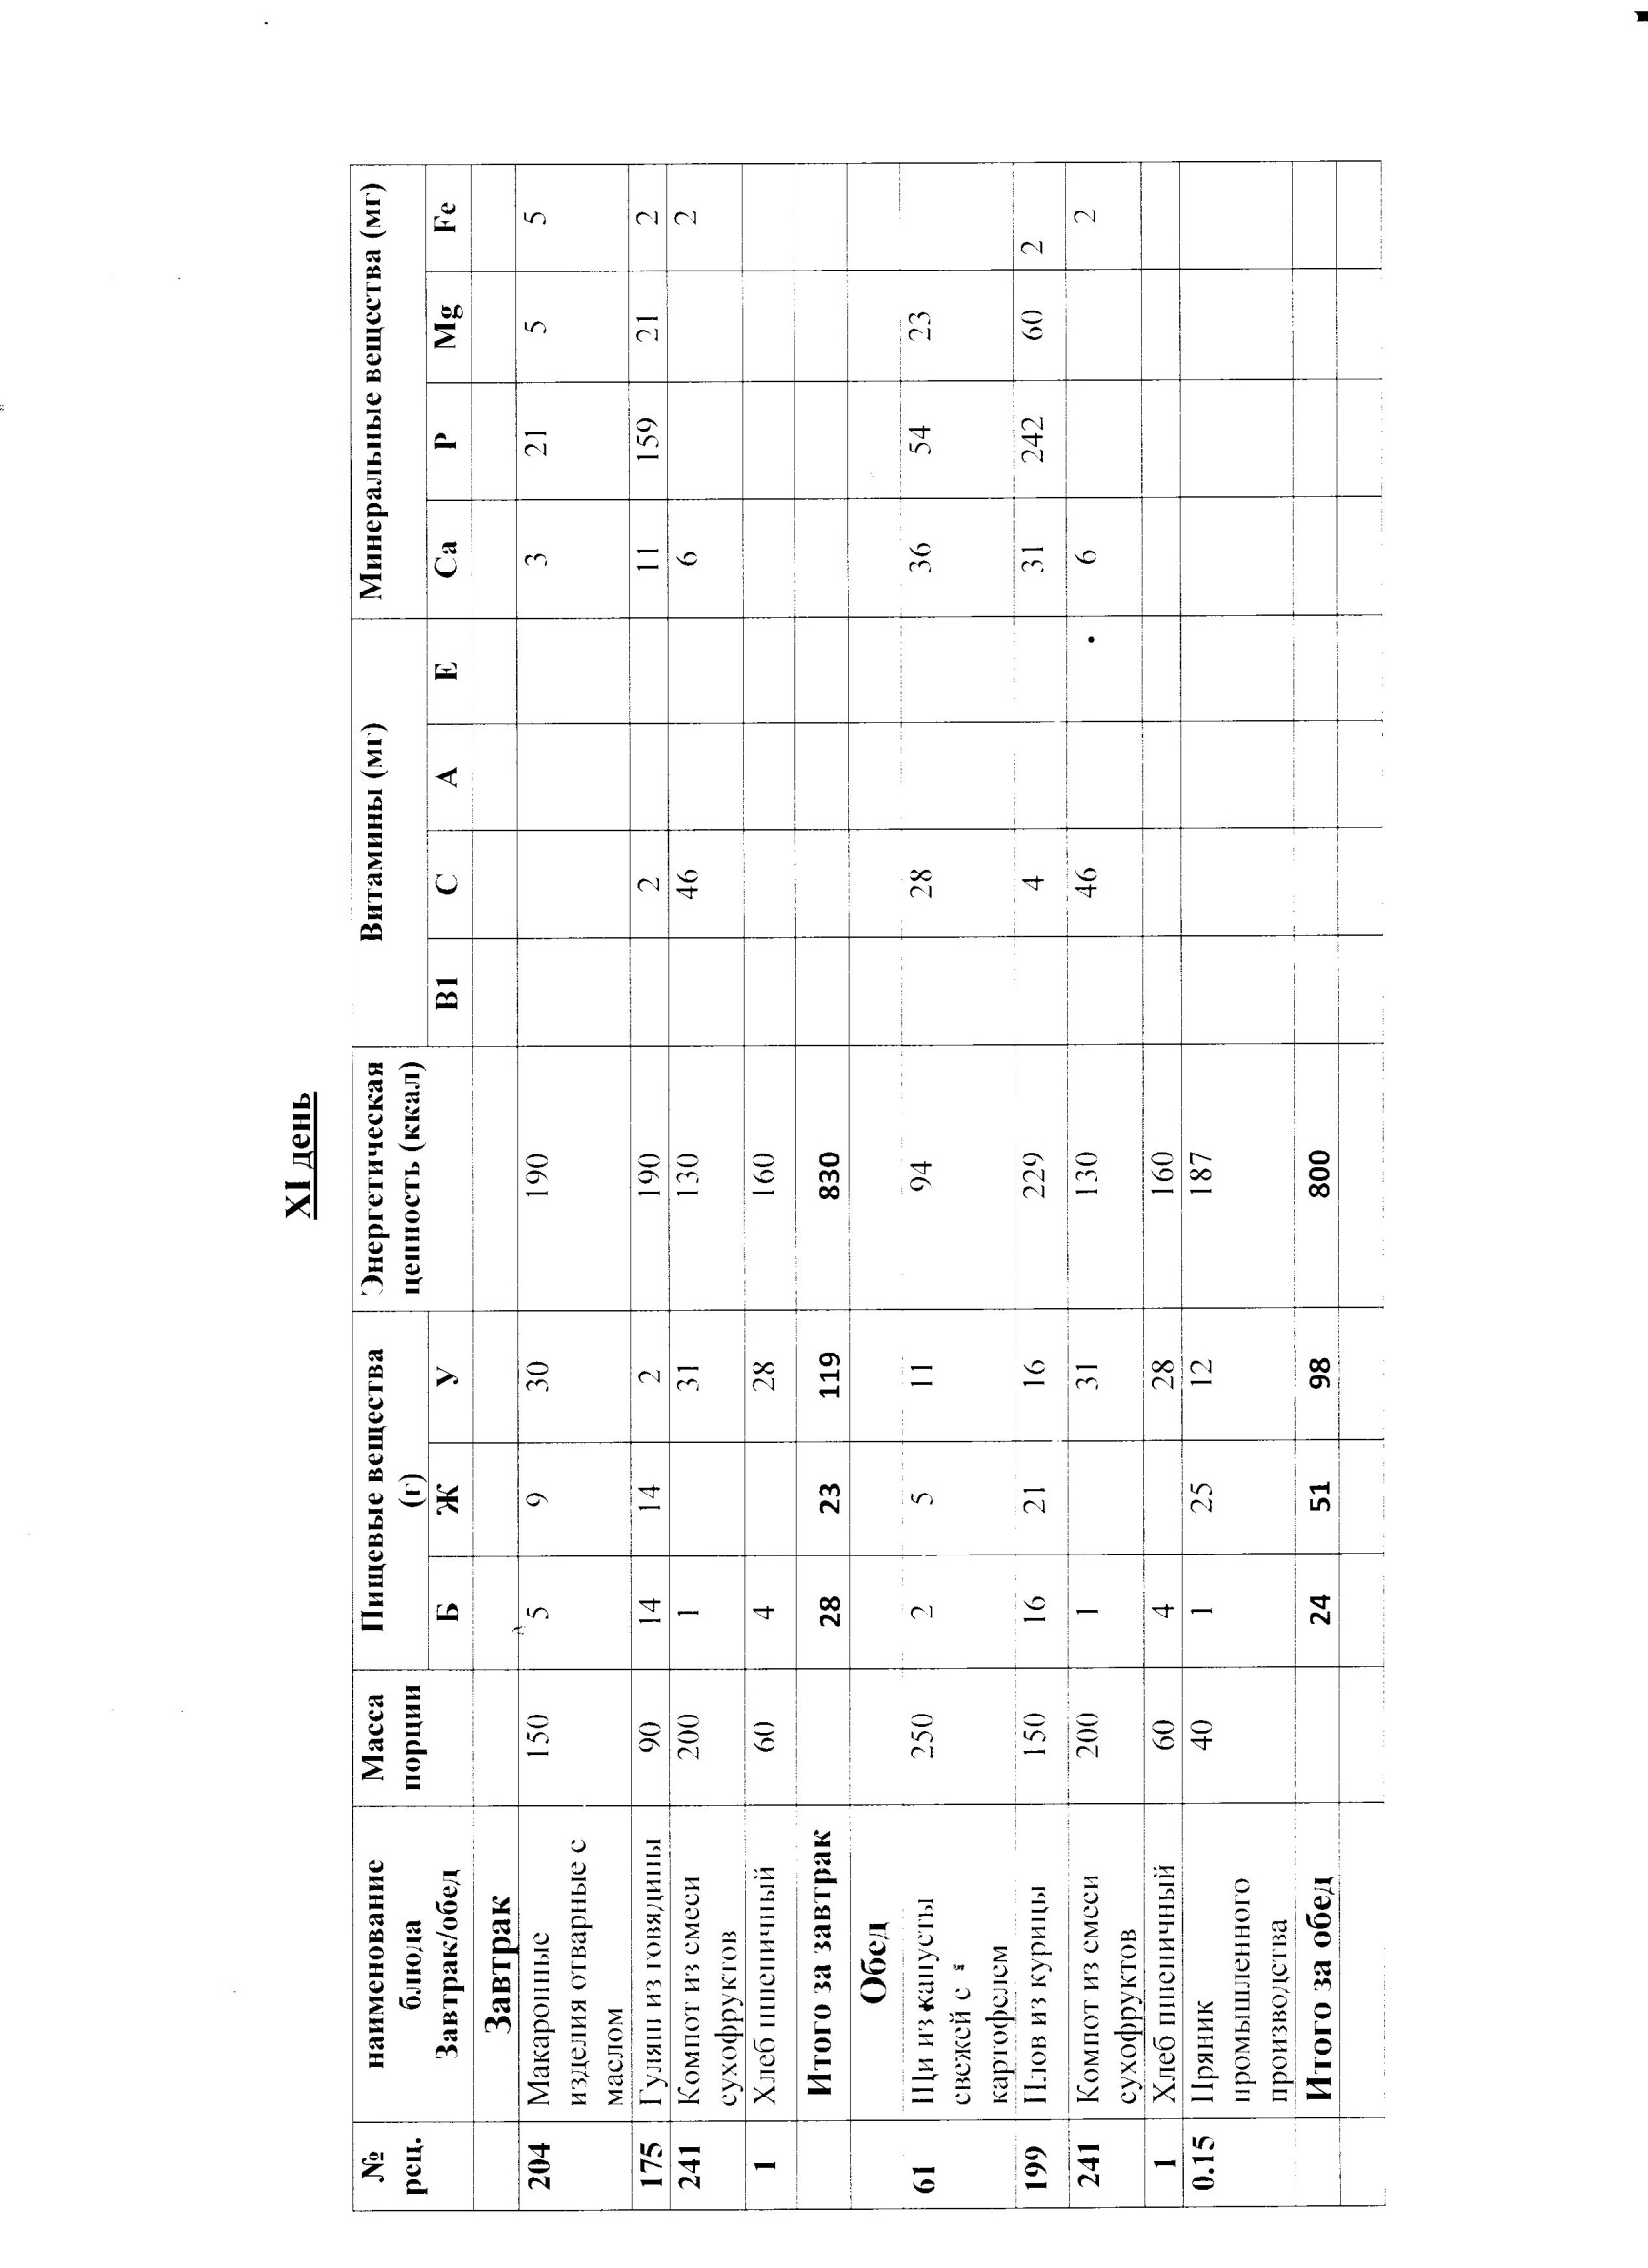 XI день
№ наименование Масса Пищевые вещества Энергетическая Витамины (мг) Минеральные вещества (мг)
рец. блюда порции (г) ценность (ккал)
Завтрак/обед Б Ж У В1 С А Е Са Р Mg Fe
Завтрак
204 Макаронные 150 5 9 30 190 3 21 5 5
изделия отварные с
маслом
175 Гуляш из говядины 90 14 14 2 190 2 11 159 21 2
241 Компот из смеси 200 1 31 130 46 6 2
сухофруктов
1 Хлеб пшеничный 60 4 28 160
Итого за завтрак 28 23 119 830
Обед
61 Щи из капусты 250 2 5 11 94 28 36 54 23
свежей с
картофелем
199 Плов из курицы 150 16 21 16 229 4 31 242 60 2
241 Компот из смеси 200 1 31 130 46 6 2
сухофруктов
1 Хлеб пшеничный 60 4 28 160
0.15 Пряник 40 1 25 12 187
промышленного
производства
Итого за обед 24 51 98 800